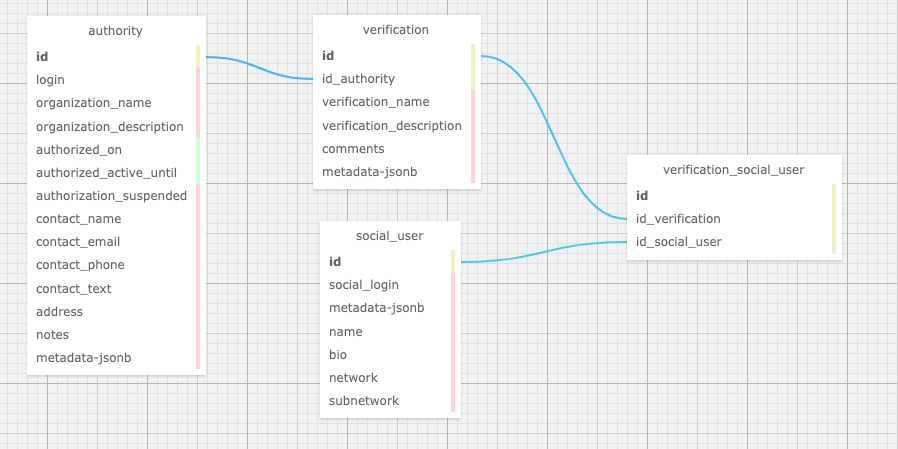 authority
id
login
organization_name
organization_description
authorized_on
authorized_active_until
authorization_suspended
contact_name
contact_email
contact_phone
contact_text
address
notes
metadata-jsonb
verification
id
id_authority
verification_name
verification_description
comments
metadata-jsonb
social_user
id
social_login
metadata-jsonb
name
bio
network
subnetwork
verification_social_user
id
id_verification
id_social_user